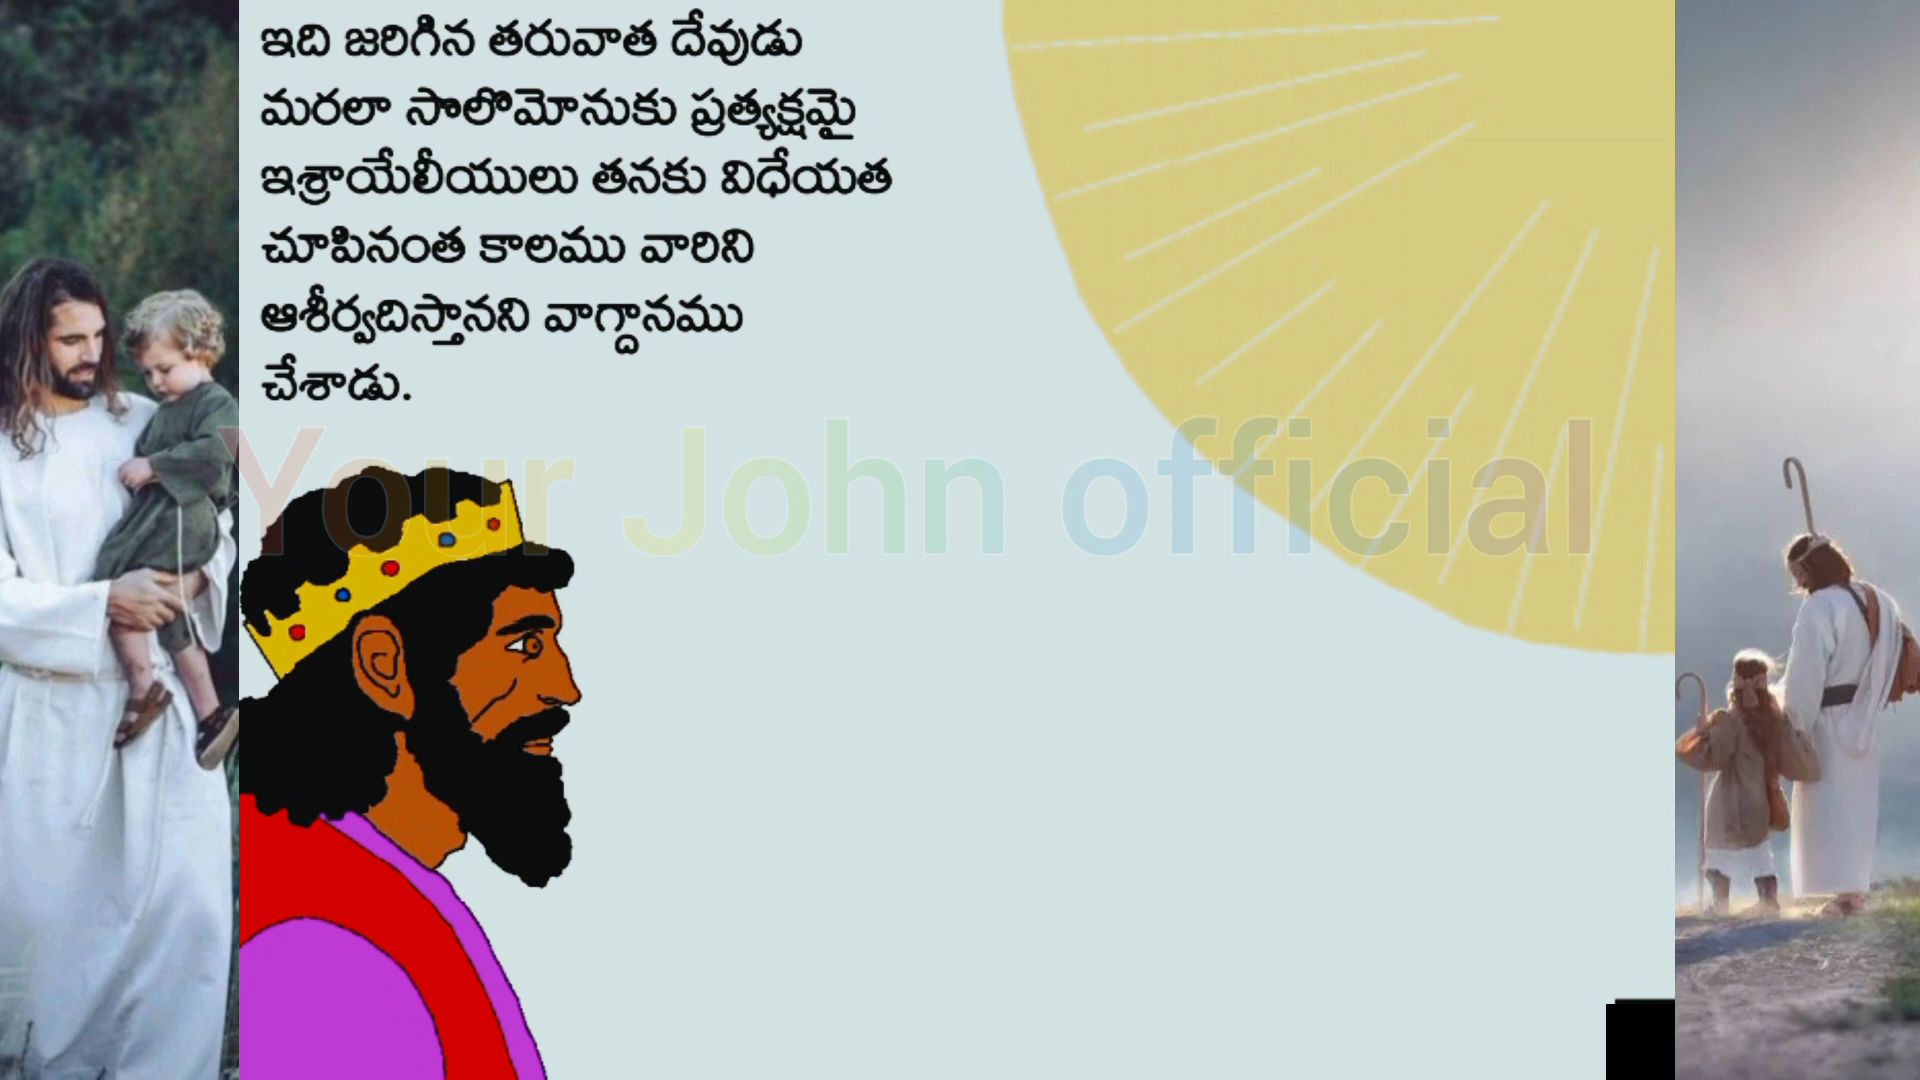 ఇది జరిగిన తరువాత దేవుడు
మరలా సొలొమోనుకు ప్రత్యక్షమై
ఇశ్రాయేలీయులు తనకు విధేయత
చూపినంత కాలము వారిని
ఆశీర్వదిస్తానని వాగ్దానము
చేశాడు.
Your John official